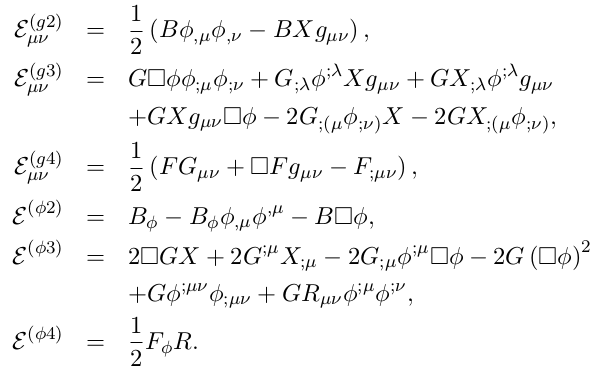 \mathcal{E}^{(g2)}_{\mu\nu} = \frac{1}{2} \left( B\phi_{,\mu}\phi_{,\nu} - BXg_{\mu\nu} \right),
\mathcal{E}^{(g3)}_{\mu\nu} = G\Box\phi\phi_{;\mu}\phi_{;\nu} + G_{;\lambda}\phi^{;\lambda}Xg_{\mu\nu} + GX_{;\lambda}\phi^{;\lambda}g_{\mu\nu}
+GXg_{\mu\nu}\Box\phi - 2G_{;(\mu}\phi_{;\nu)}X - 2GX_{;(\mu}\phi_{;\nu)},
\mathcal{E}^{(g4)}_{\mu\nu} = \frac{1}{2} \left( FG_{\mu\nu} + \Box Fg_{\mu\nu} - F_{;\mu\nu} \right),
\mathcal{E}^{(\phi2)} = B_{\phi} - B_{\phi}\phi_{,\mu}\phi^{,\mu} - B\Box\phi,
\mathcal{E}^{(\phi3)} = 2\Box GX + 2G^{;\mu}X_{;\mu} - 2G_{;\mu}\phi^{;\mu}\Box\phi - 2G \left( \Box\phi \right)^2
+G\phi^{;\mu\nu}\phi_{;\mu\nu} + GR_{\mu\nu}\phi^{;\mu}\phi^{;\nu},
\mathcal{E}^{(\phi4)} = \frac{1}{2} F_{\phi}R.